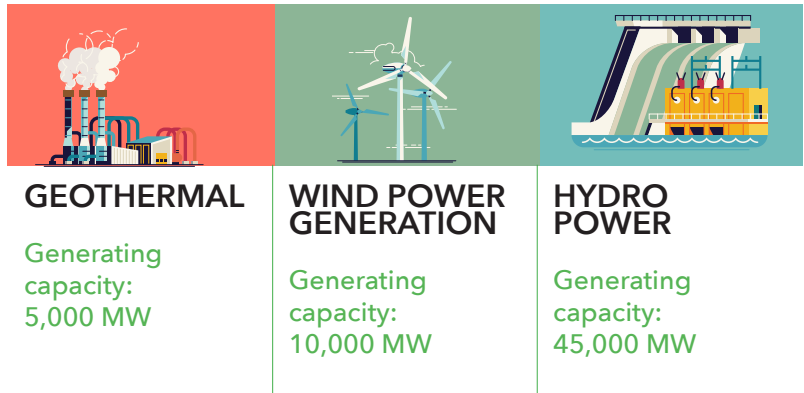 GEOTHERMAL
Generating
capacity:
5,000 MW
WIND POWER
GENERATION
Generating
capacity:
10,000 MW
HYDRO
POWER
Generating
capacity:
45,000 MW